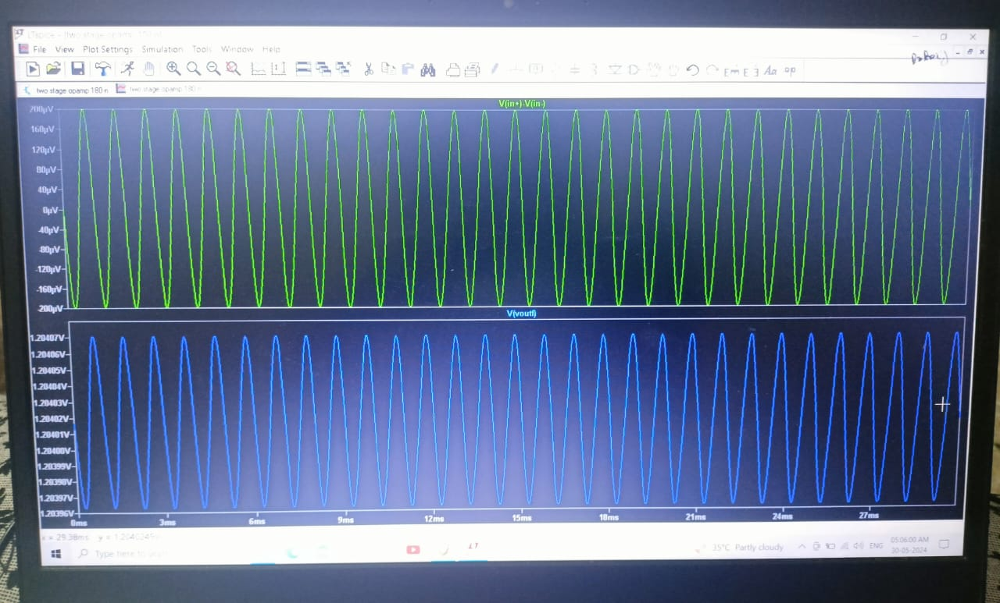 LTspice - [two stage opamp 180 n]
File View Plot Settings Simulation Tools Window Help
two stage opamp 180 n two stage opamp 180 n
V(in+)-V(in-)
200µV
160µV
120µV
80µV
40µV
0µV
-40µV
-80µV
-120µV
-160µV
-200µV
V(voutf)
1.20407V
1.20406V
1.20405V
1.20404V
1.20403V
1.20402V
1.20401V
1.20400V
1.20399V
1.20398V
1.20397V
1.20396V
0ms 3ms 6ms 9ms 12ms 15ms 18ms 21ms 24ms 27ms
x = 29.38ms y = 1.2040249V
Type here to search
35°C Partly cloudy ENG 05:06:00 AM
30-05-2024